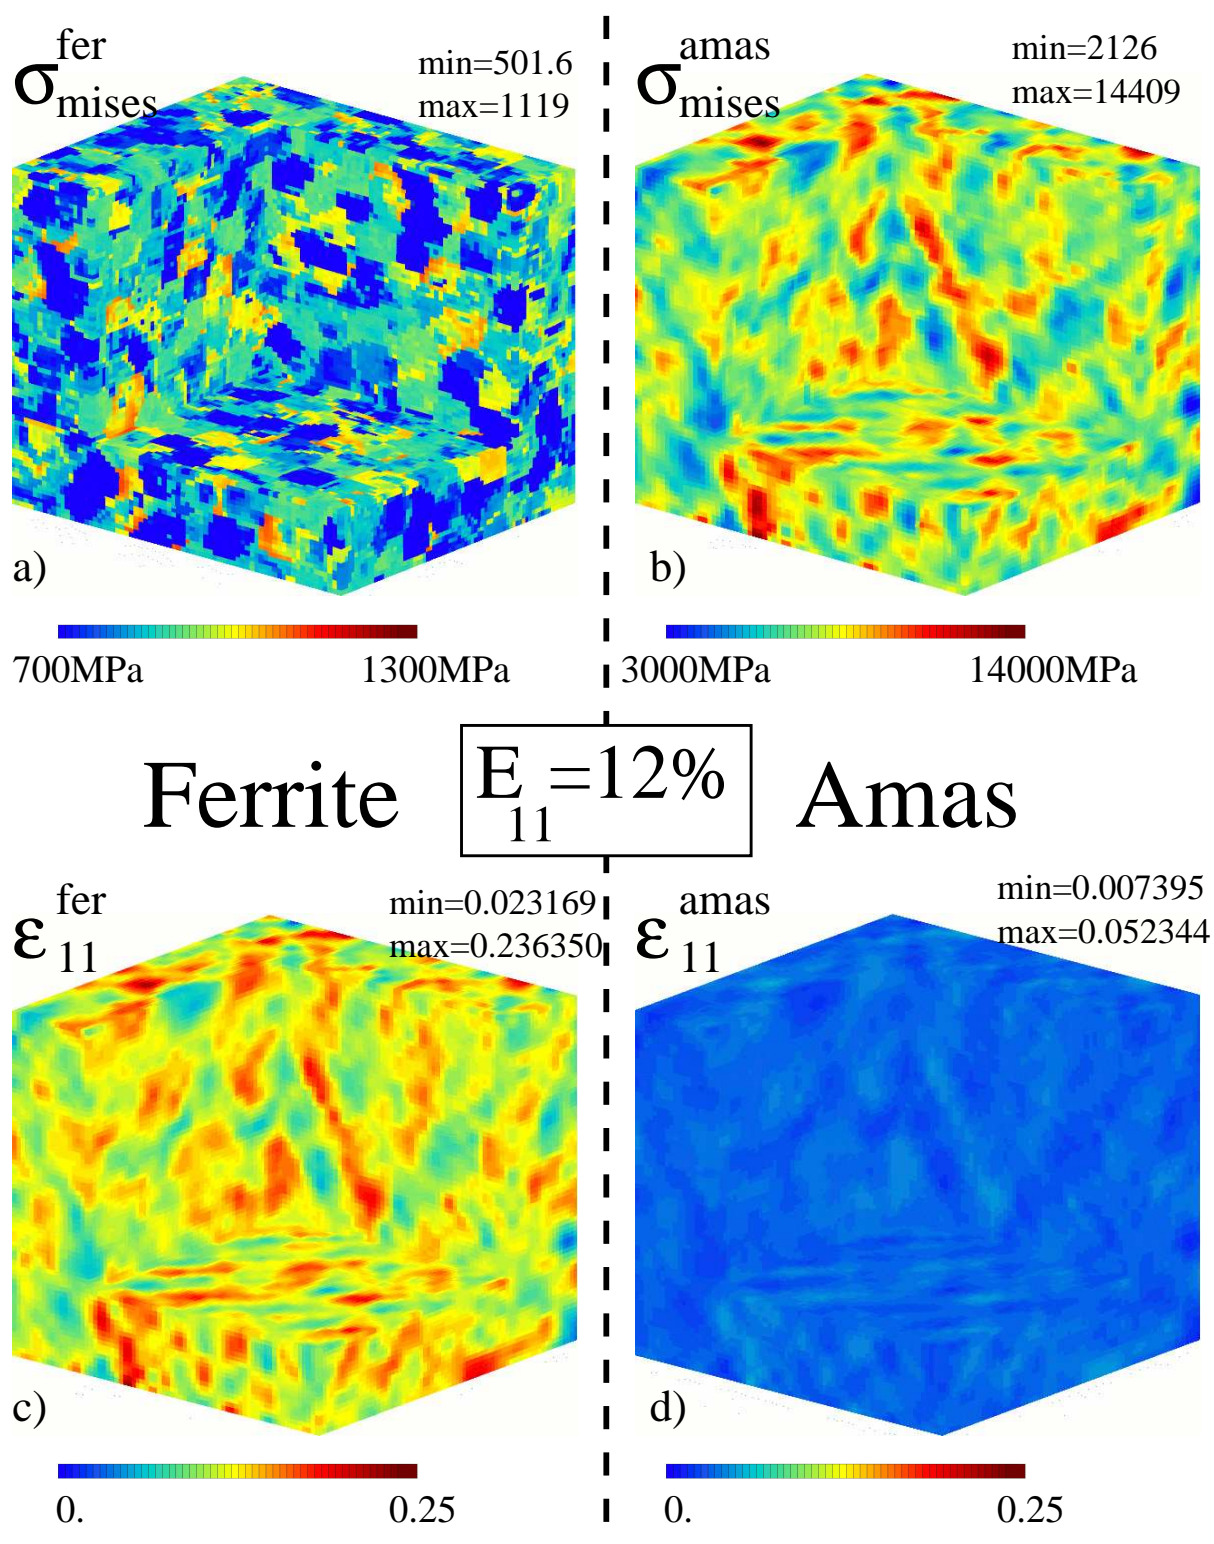 σ fer mises
min=501.6
max=1119
σ amas mises
min=2126
max=14409
a)
b)
700MPa 1300MPa
3000MPa 14000MPa
Ferrite
E11=12%
Amas
ε fer 11
min=0.023169
max=0.236350
ε amas 11
min=0.007395
max=0.052344
c)
d)
0. 0.25
0. 0.25